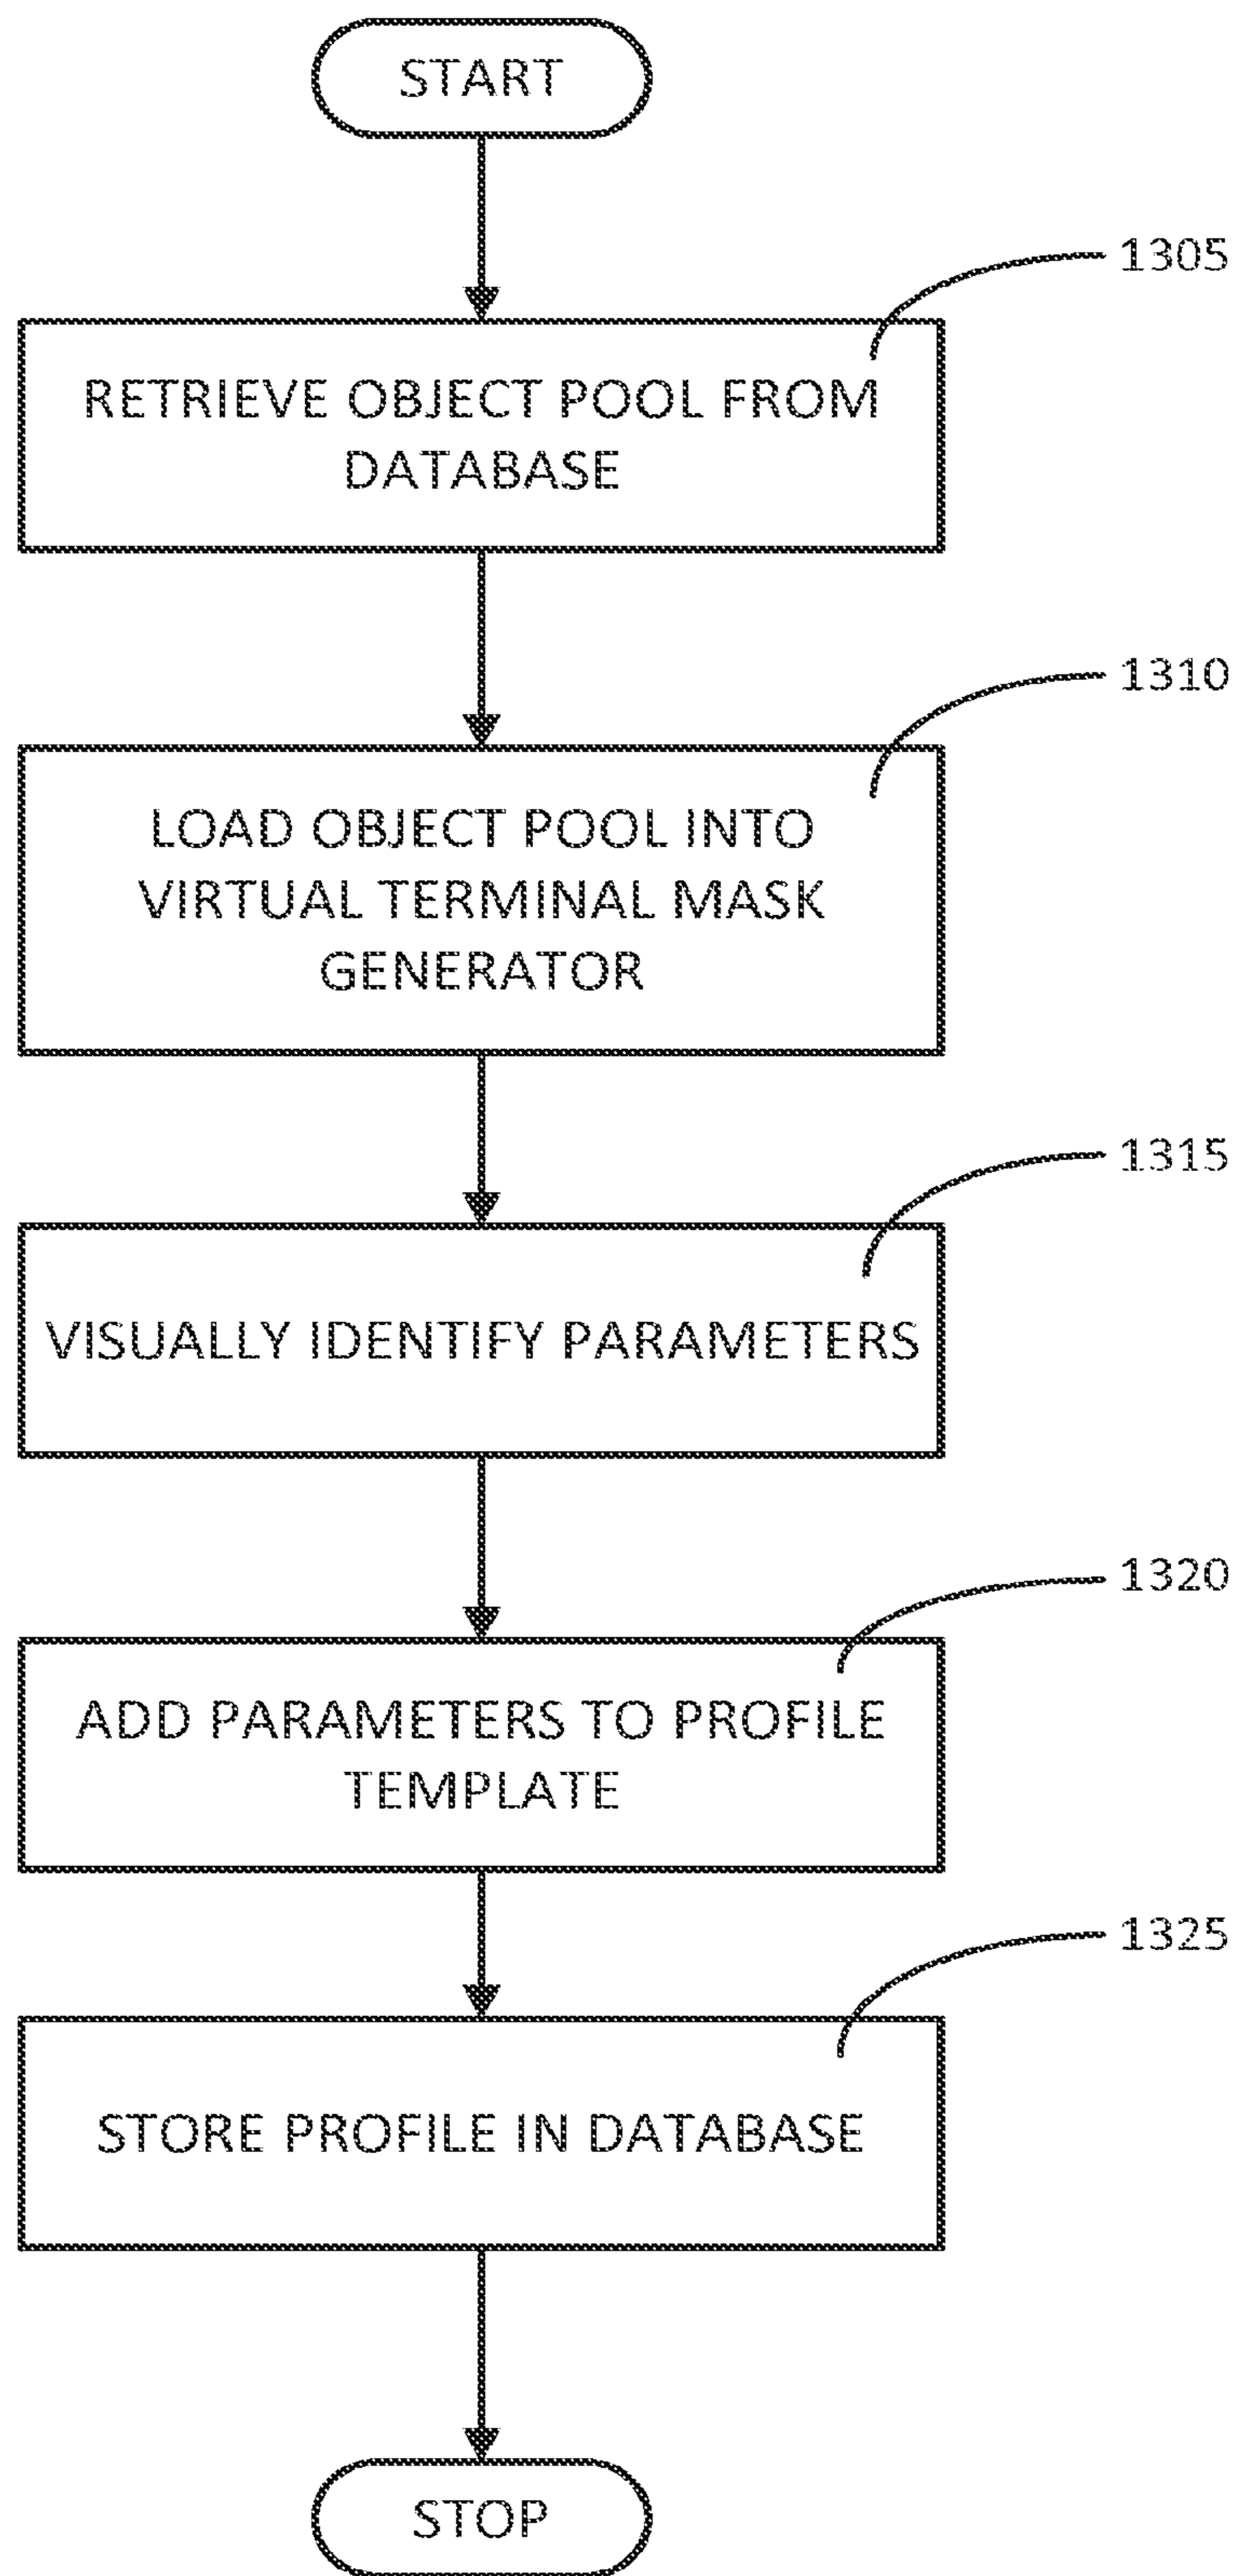 START
1305
RETRIEVE OBJECT POOL FROM
DATABASE
1310
LOAD OBJECT POOL INTO
VIRTUAL TERMINAL MASK
GENERATOR
1315
VISUALLY IDENTIFY PARAMETERS
1320
ADD PARAMETERS TO PROFILE
TEMPLATE
1325
STORE PROFILE IN DATABASE
STOP